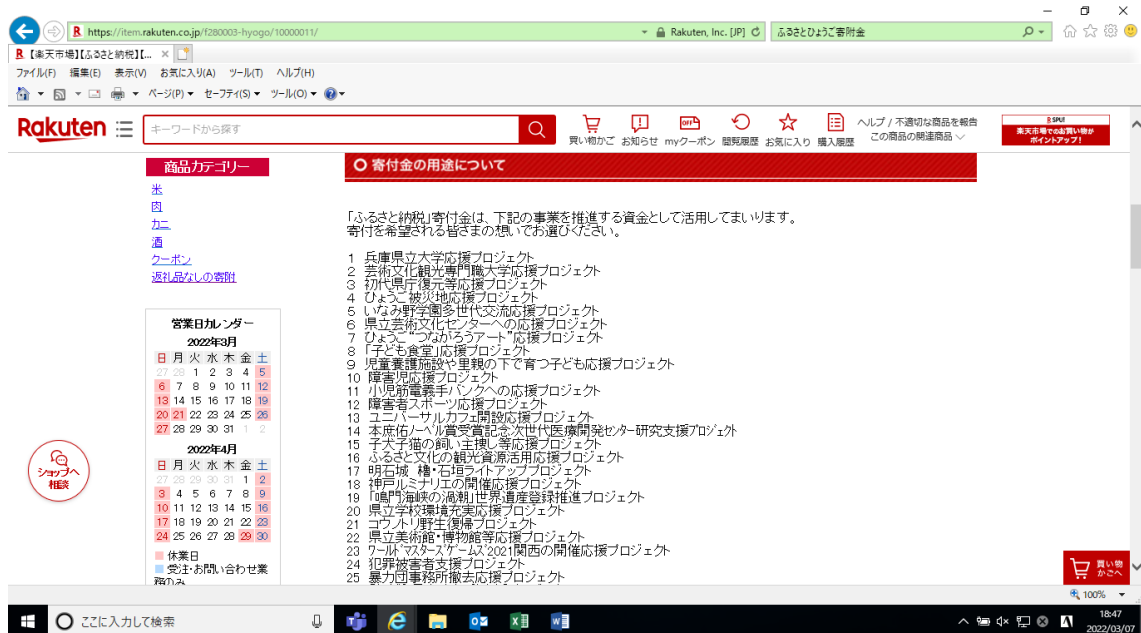 https://item.rakuten.co.jp/f280003-hyogo/10000011/
Rakuten, Inc. [JP]
ふるさとひょうご寄附金
【楽天市場】【ふるさと納税】【...
ファイル(F) 編集(E) 表示(V) お気に入り(A) ツール(T) ヘルプ(H)
ページ(P) セーフティ(S) ツール(O)
Rakuten
キーワードから探す
買い物かご お知らせ myクーポン 閲覧履歴 お気に入り 購入履歴
OFF
ヘルプ / 不適切な商品を報告
この商品の関連商品
SPU!
楽天市場でのお買い物が
ポイントアップ!
商品カテゴリー
米
肉
カニ
酒
クーポン
返礼品なしの寄附
営業日カレンダー
2022年3月
日 月 火 水 木 金 土
27 28 1 2 3 4 5
6 7 8 9 10 11 12
13 14 15 16 17 18 19
20 21 22 23 24 25 26
27 28 29 30 31 1 2
2022年4月
日 月 火 水 木 金 土
27 28 29 30 31 1 2
3 4 5 6 7 8 9
10 11 12 13 14 15 16
17 18 19 20 21 22 23
24 25 26 27 28 29 30
休業日
受注・お問い合わせ業
務のみ
ショップへ
相談
寄付金の用途について
「ふるさと納税」寄付金は、下記の事業を推進する資金として活用してまいります。
寄付を希望される皆さまの想いでお選びください。
1 兵庫県立大学応援プロジェクト
2 芸術文化観光専門職大学応援プロジェクト
3 初代県庁復元等応援プロジェクト
4 ひょうご被災地応援プロジェクト
5 いなみ野学園多世代交流応援プロジェクト
6 県立芸術文化センターへの応援プロジェクト
7 ひょうご“つながろうアート”応援プロジェクト
8 「子ども食堂」応援プロジェクト
9 児童養護施設や里親の下で育つ子ども応援プロジェクト
10 障害児応援プロジェクト
11 小児筋電義手バンクへの応援プロジェクト
12 障害者スポーツ応援プロジェクト
13 ユニバーサルカフェ開設応援プロジェクト
14 本庶佑ノーベル賞受賞記念次世代医療開発センター研究支援プロジェクト
15 子犬子猫の飼い主捜し等応援プロジェクト
16 ふるさと文化の観光資源活用応援プロジェクト
17 明石城 櫓・石垣ライトアッププロジェクト
18 神戸ルミナリエの開催応援プロジェクト
19 「鳴門海峡の渦潮」世界遺産登録推進プロジェクト
20 県立学校環境充実応援プロジェクト
21 コウノトリ野生復帰プロジェクト
22 県立美術館・博物館等応援プロジェクト
23 ワールドマスターズゲームズ2021関西の開催応援プロジェクト
24 犯罪被害者支援プロジェクト
25 暴力団事務所撤去応援プロジェクト
買い物
かごへ
100%
ここに入力して検索
18:47
2022/03/07